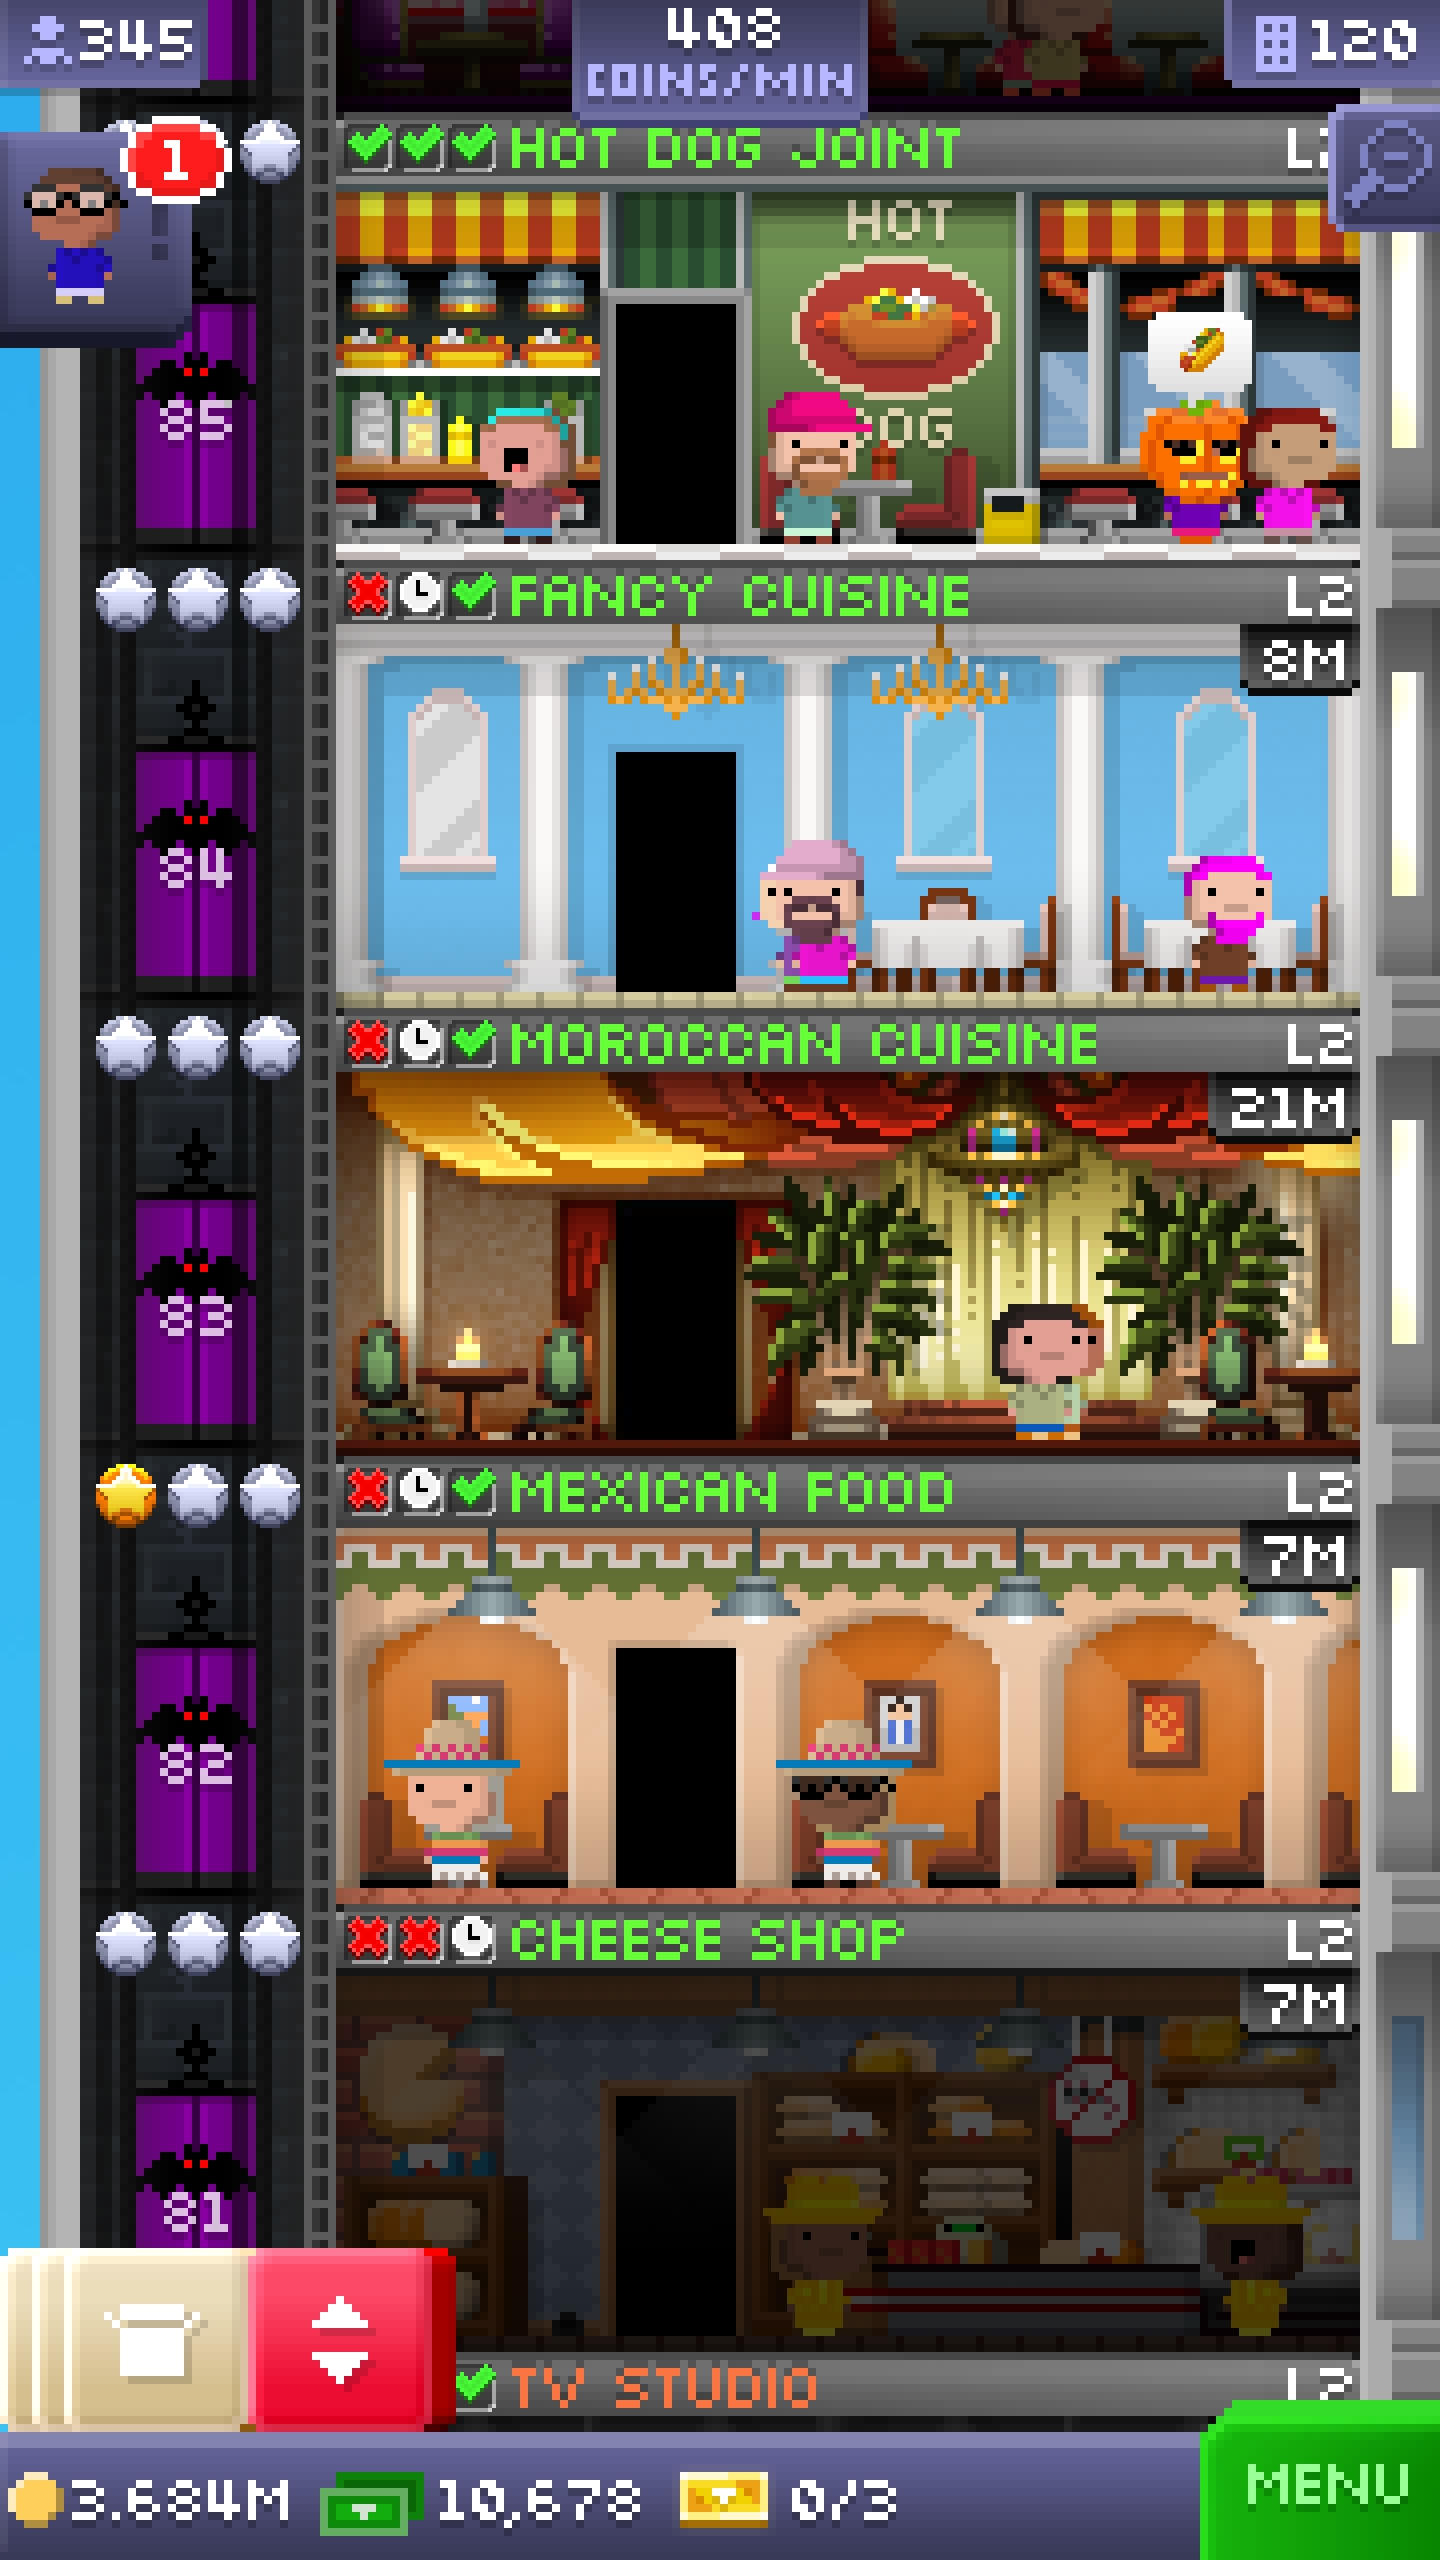 345
408
COINS/MIN
120
1
HOT DOG JOINT
HOT
DOG
85
FANCY CUISINE L2
8M
84
MOROCCAN CUISINE L2
21M
83
MEXICAN FOOD L2
7M
82
CHEESE SHOP L2
7M
81
TV STUDIO L2
3.684M 10,678 0/3
MENU